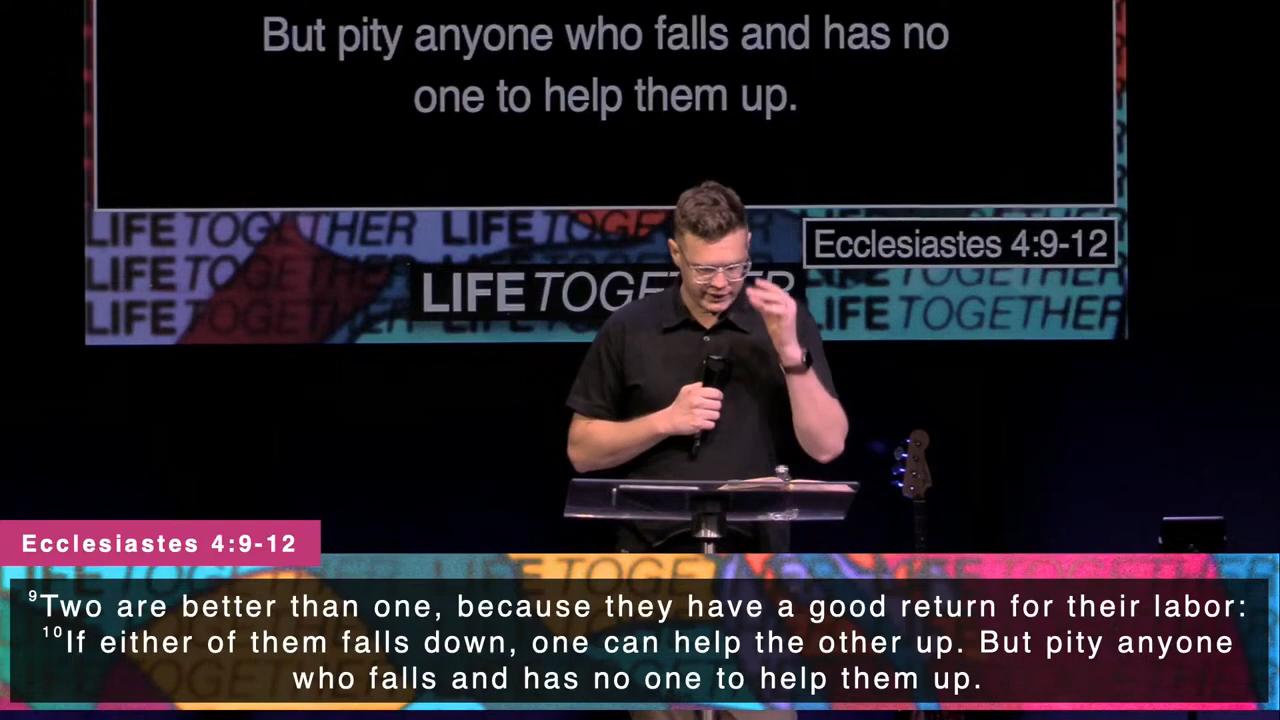 But pity anyone who falls and has no
one to help them up.
LIFE TOGETHER LIFE TOGETHER
Ecclesiastes 4:9-12
LIFE TOGETHER
LIFE TOGETHER
LIFE TOGETHER
LIFE TOGETHER
Ecclesiastes 4:9-12
⁹Two are better than one, because they have a good return for their labor:
¹⁰If either of them falls down, one can help the other up. But pity anyone
who falls and has no one to help them up.